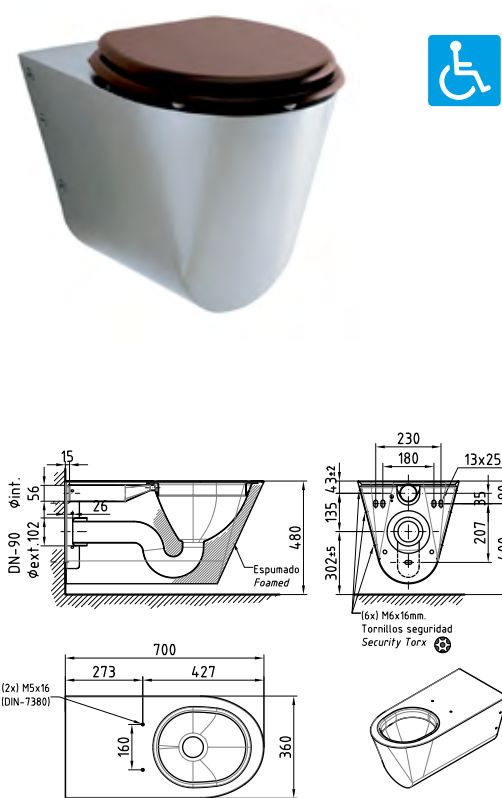 15
230
180
13x25
43±2
35
135
207
302±5
Φint.
56
26
DN-90
Φext.102
480
Espumado
Foamed
(6x) M6x16mm.
Tornillos seguridad
Security Torx
700
273
427
(2x) M5x16
(DIN-7380)
160
360